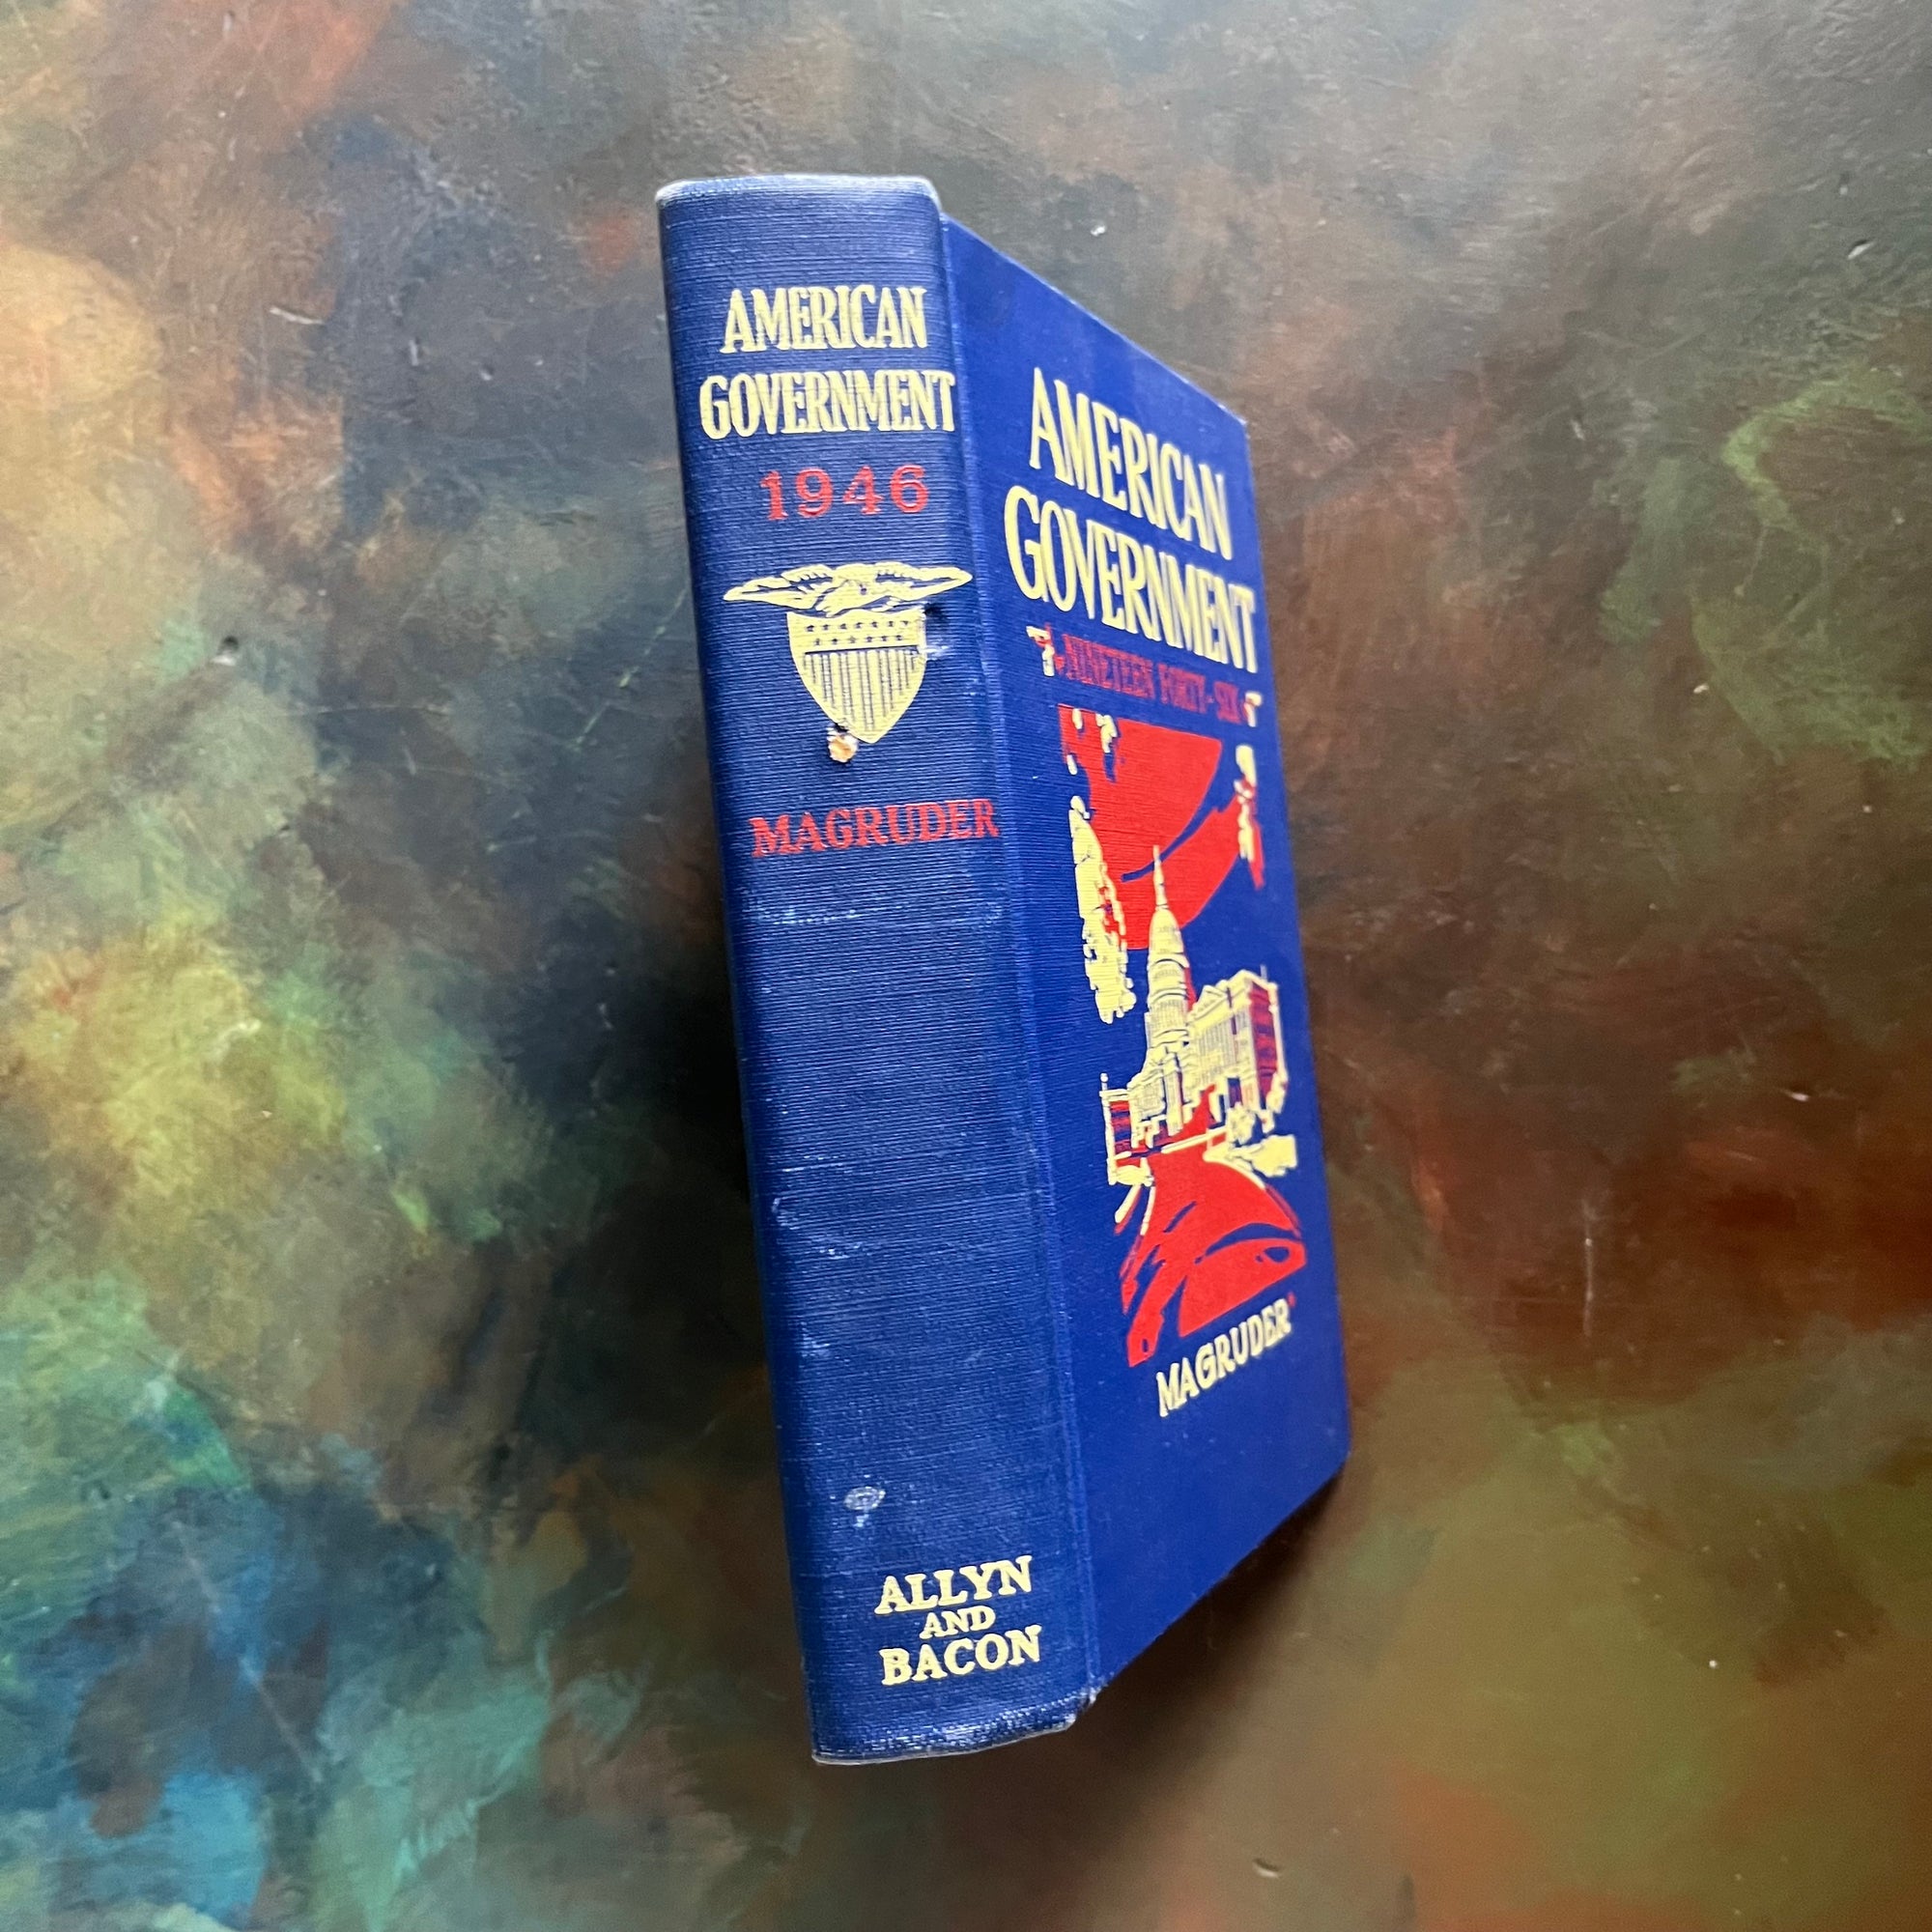 AMERICAN
GOVERNMENT
1946
MAGRUDER
ALLYN
AND
BACON
AMERICAN
GOVERNMENT
NINETEEN FORTY-SIX
MAGRUDER